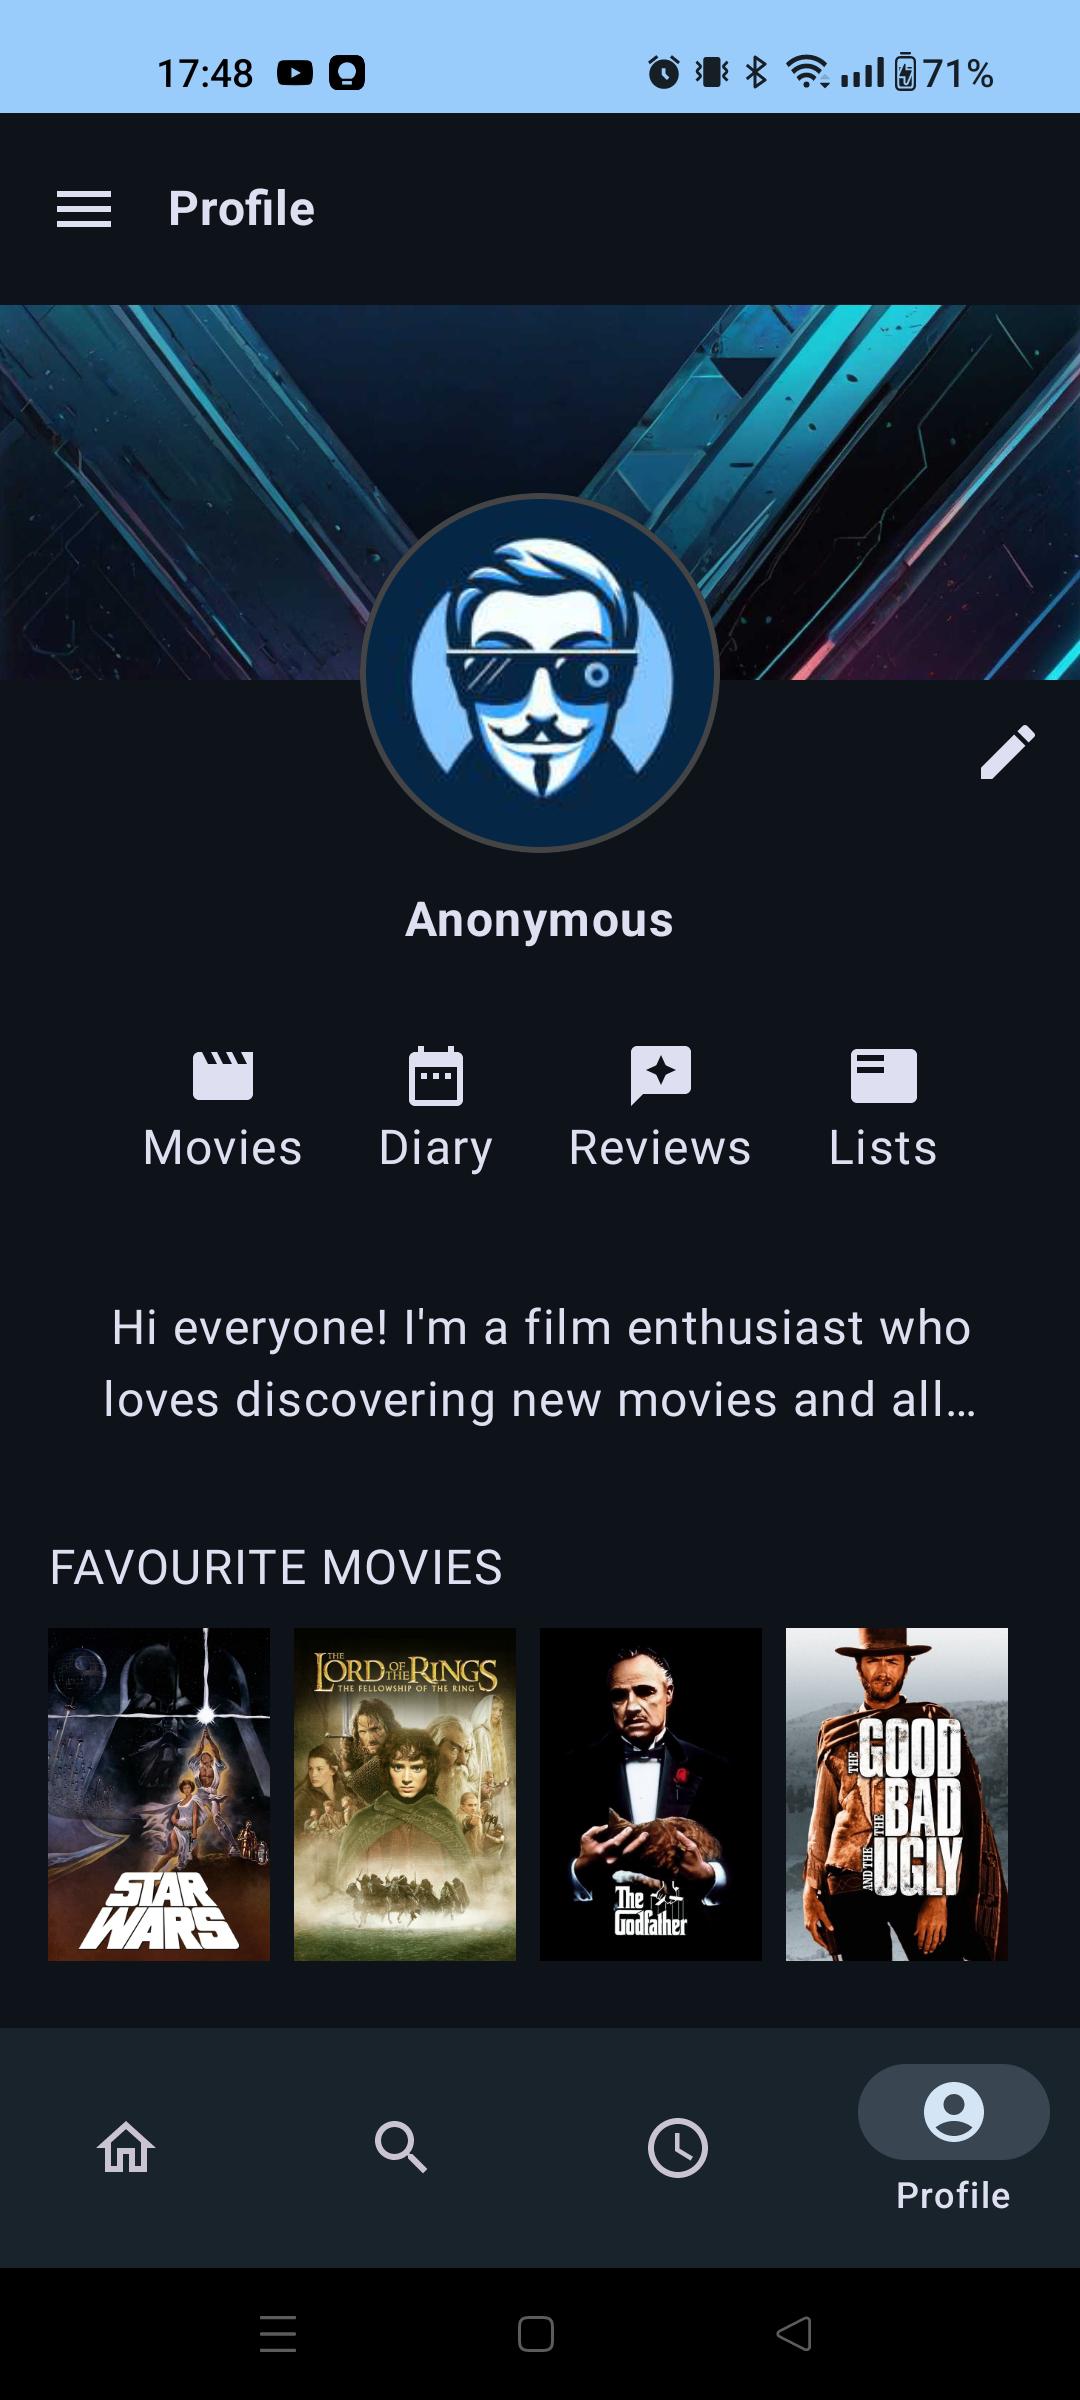 17:48
71%
Profile
Anonymous
Movies
Diary
Reviews
Lists
Hi everyone! I'm a film enthusiast who
loves discovering new movies and all…
FAVOURITE MOVIES
STAR
WARS
THE
LORD OF THE RINGS
THE FELLOWSHIP OF THE RING
The
Godfather
THE GOOD
THE BAD
AND THE UGLY
Profile